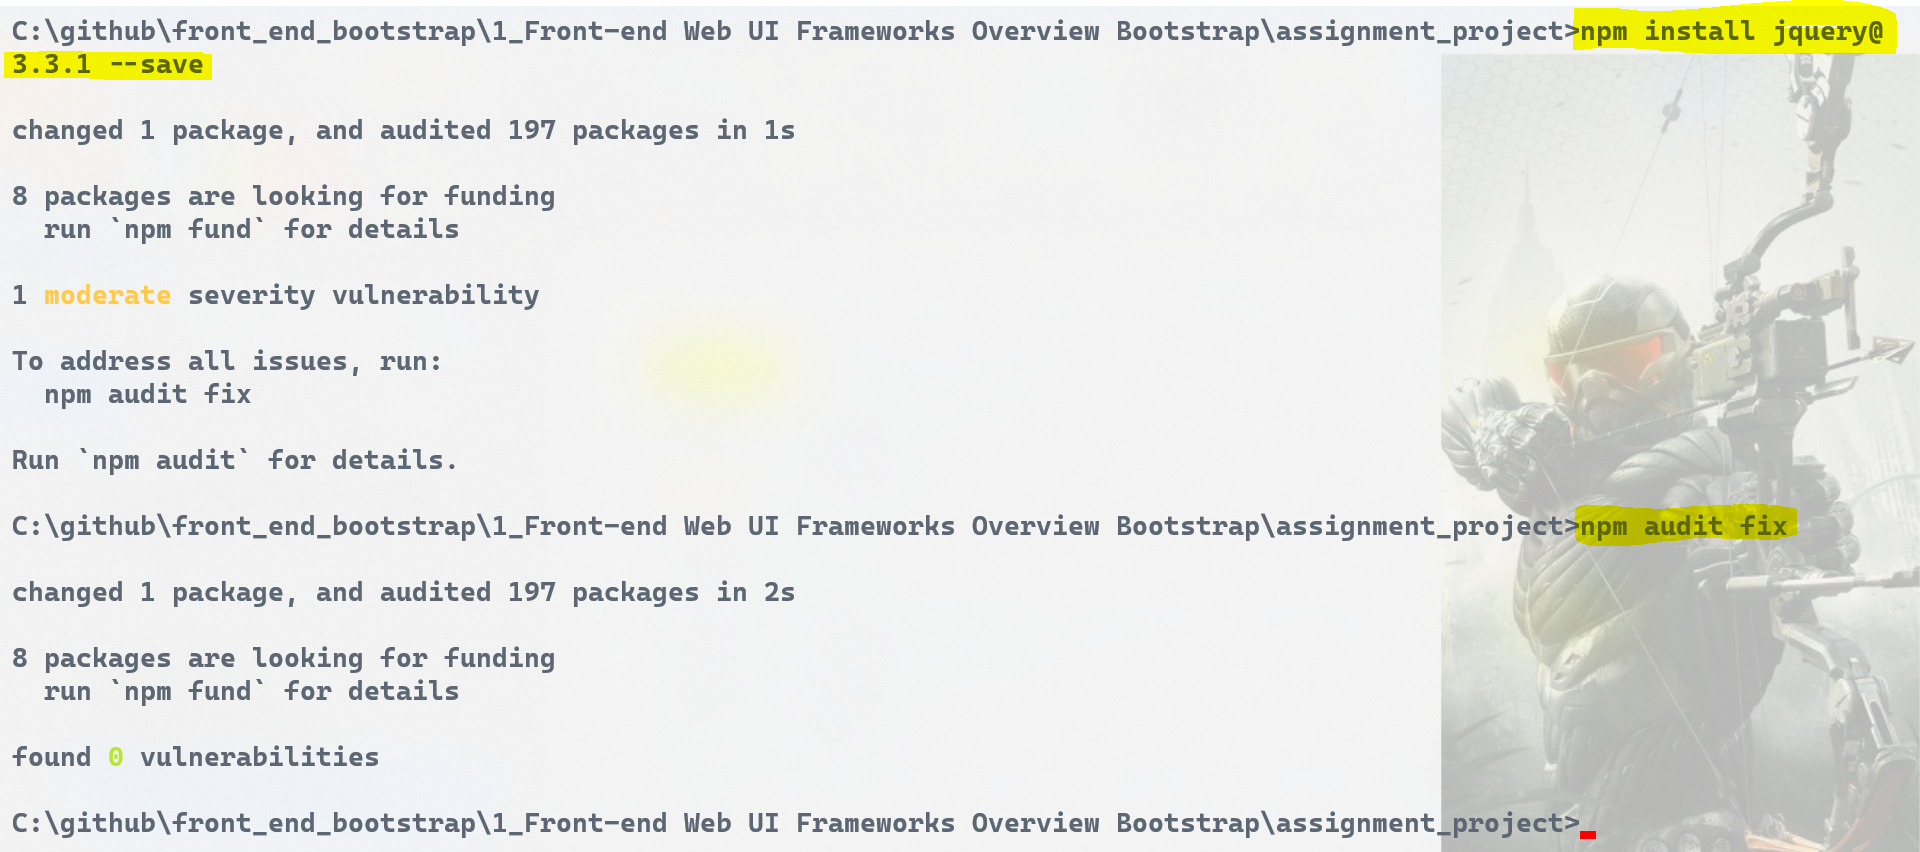 C:\github\front_end_bootstrap\1_Front-end Web UI Frameworks Overview Bootstrap\assignment_project>npm install jquery@
3.3.1 --save
changed 1 package, and audited 197 packages in 1s
8 packages are looking for funding
  run `npm fund` for details
1 moderate severity vulnerability
To address all issues, run:
  npm audit fix
Run `npm audit` for details.
C:\github\front_end_bootstrap\1_Front-end Web UI Frameworks Overview Bootstrap\assignment_project>npm audit fix
changed 1 package, and audited 197 packages in 2s
8 packages are looking for funding
  run `npm fund` for details
found 0 vulnerabilities
C:\github\front_end_bootstrap\1_Front-end Web UI Frameworks Overview Bootstrap\assignment_project>